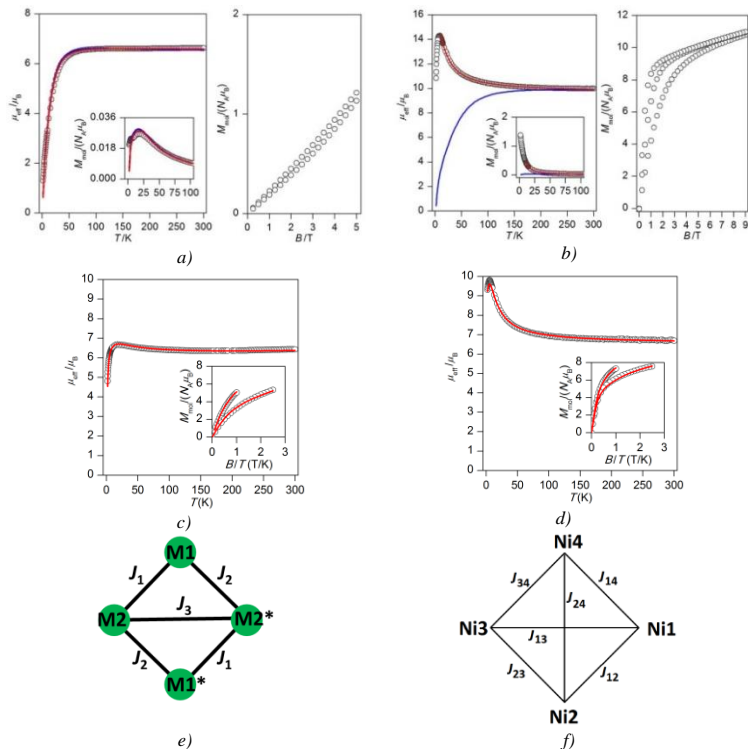 8
6
4
2
0
μeff/μB
0.036
0.018
0.000
Mmol/(NAμB)
0 25 50 75 100
0 50 100 150 200 250 300
T/K
2
1
0
Mmol/(NAμB)
0 1 2 3 4 5
B/T
a)
16
14
12
10
8
6
4
2
0
μeff/μB
2
1
0
Mmol/(NAμB)
0 25 50 75 100
0 50 100 150 200 250 300
T/K
12
10
8
6
4
2
0
Mmol/(NAμB)
0 1 2 3 4 5 6 7 8 9
B/T
b)
10
9
8
7
6
5
4
3
2
1
0
μeff/μB
8
6
4
2
0
Mmol/(NAμB)
0 1 2 3
B/T (T/K)
0 50 100 150 200 250 300
T(K)
c)
10
9
8
7
6
5
4
3
2
1
0
μeff/μB
8
6
4
2
0
Mmol/(NAμB)
0 1 2 3
B/T (T/K)
0 50 100 150 200 250 300
T(K)
d)
M1
J1 J2
M2 J3 M2*
J2 J1
M1*
e)
Ni4
J34 J14
J24
Ni3 J13 Ni1
J23 J12
Ni2
f)